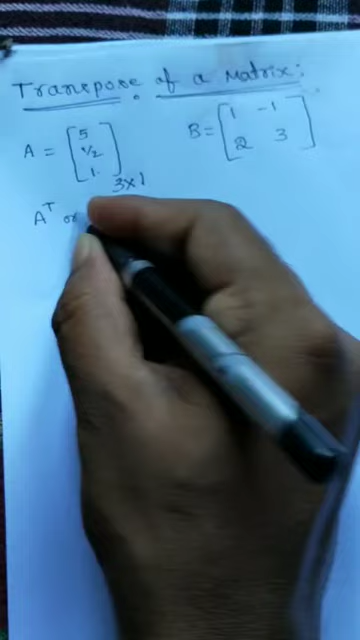 Transpose of a Matrix:
A = [5 1/2 1] 3×1
B = [1 -1 2 3]
A^T or